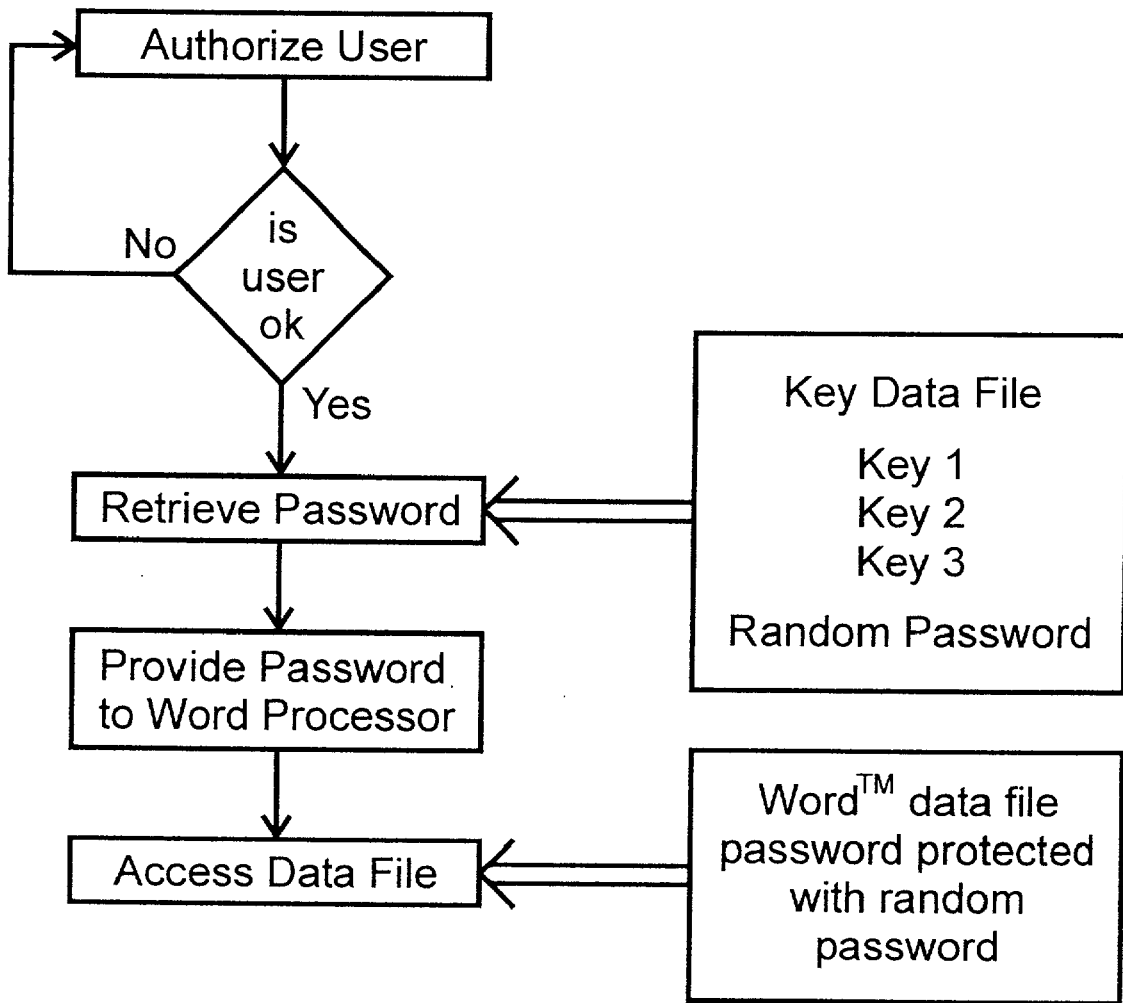 Authorize User
No
is
user
ok
Yes
Retrieve Password
Provide Password
to Word Processor
Access Data File
Key Data File
Key 1
Key 2
Key 3
Random Password
Word™ data file
password protected
with random
password